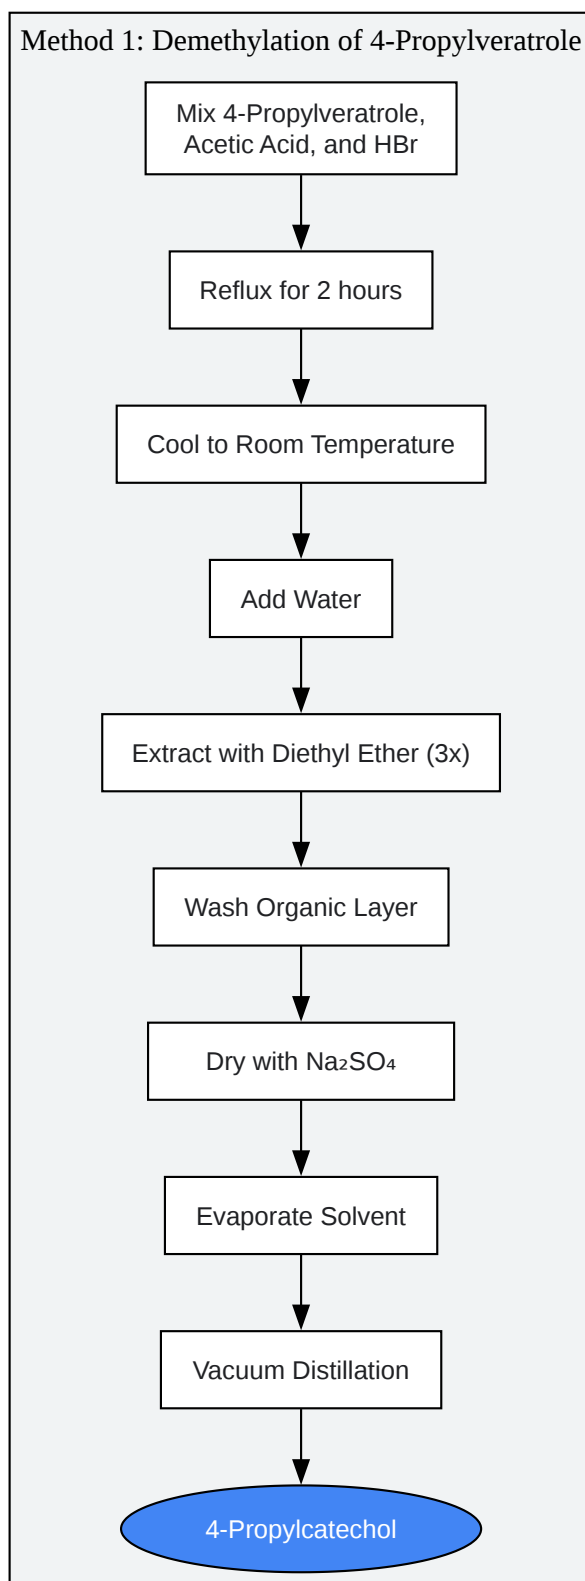 Method 1: Demethylation of 4-Propylveratrole
Mix 4-Propylveratrole,
Acetic Acid, and HBr
Reflux for 2 hours
Cool to Room Temperature
Add Water
Extract with Diethyl Ether (3x)
Wash Organic Layer
Dry with Na₂SO₄
Evaporate Solvent
Vacuum Distillation
4-Propylcatechol